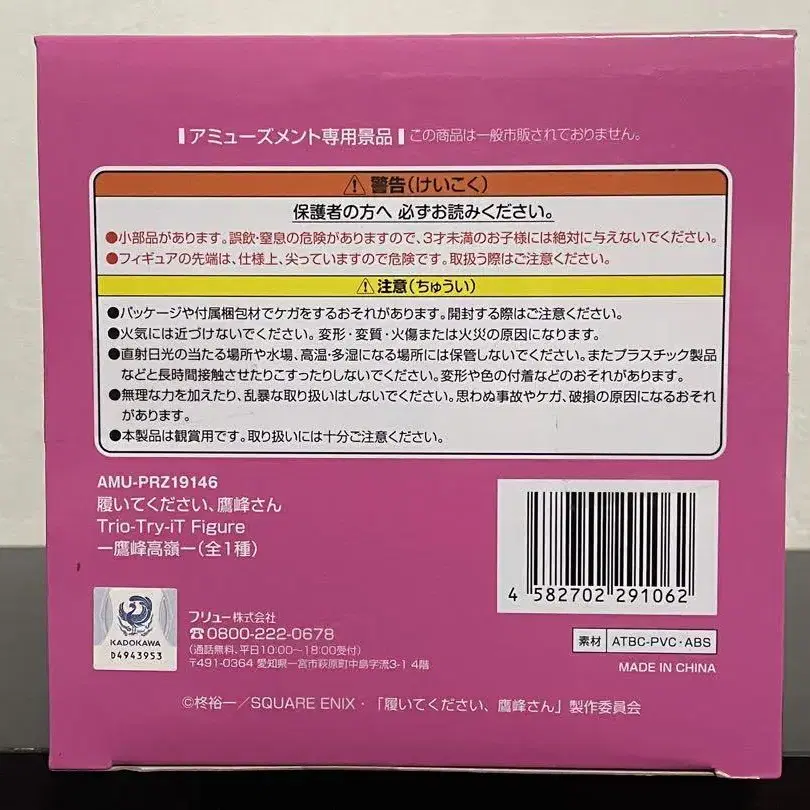 アミューズメント専用景品 この商品は一般市販されておりません。
⚠警告(けいこく)
保護者の方へ 必ずお読みください。
●小部品があります。誤飲・窒息の危険がありますので、3才未満のお子様には絶対に与えないでください。
●フィギュアの先端は、仕様上、尖っていますので危険です。取扱う際はご注意ください。
⚠注意(ちゅうい)
●パッケージや付属梱包材でケガをするおそれがあります。開封する際はご注意ください。
●火気には近づけないでください。変形・変質・火傷または火災の原因になります。
●直射日光の当たる場所や水場、高温・多湿になる場所には保管しないでください。またプラスチック製品
などと長時間接触させたりこすったりしないでください。変形や色の付着などのおそれがあります。
●無理な力を加えたり、乱暴な取り扱いはしないでください。思わぬ事故やケガ、破損の原因になるおそれ
があります。
●本製品は観賞用です。取り扱いには十分ご注意ください。
AMU-PRZ19146
履いてください、鷹峰さん
Trio-Try-iT Figure
ー鷹峰高嶺ー(全1種)
4 582702 291062
KADOKAWA
D4943953
フリュー株式会社
☎0800-222-0678
(通話無料、平日10:00〜18:00受付)
〒491-0364 愛知県一宮市萩原町中島字流3-1 4階
素材 ATBC-PVC・ABS
MADE IN CHINA
©柊裕一/SQUARE ENIX・「履いてください、鷹峰さん」製作委員会